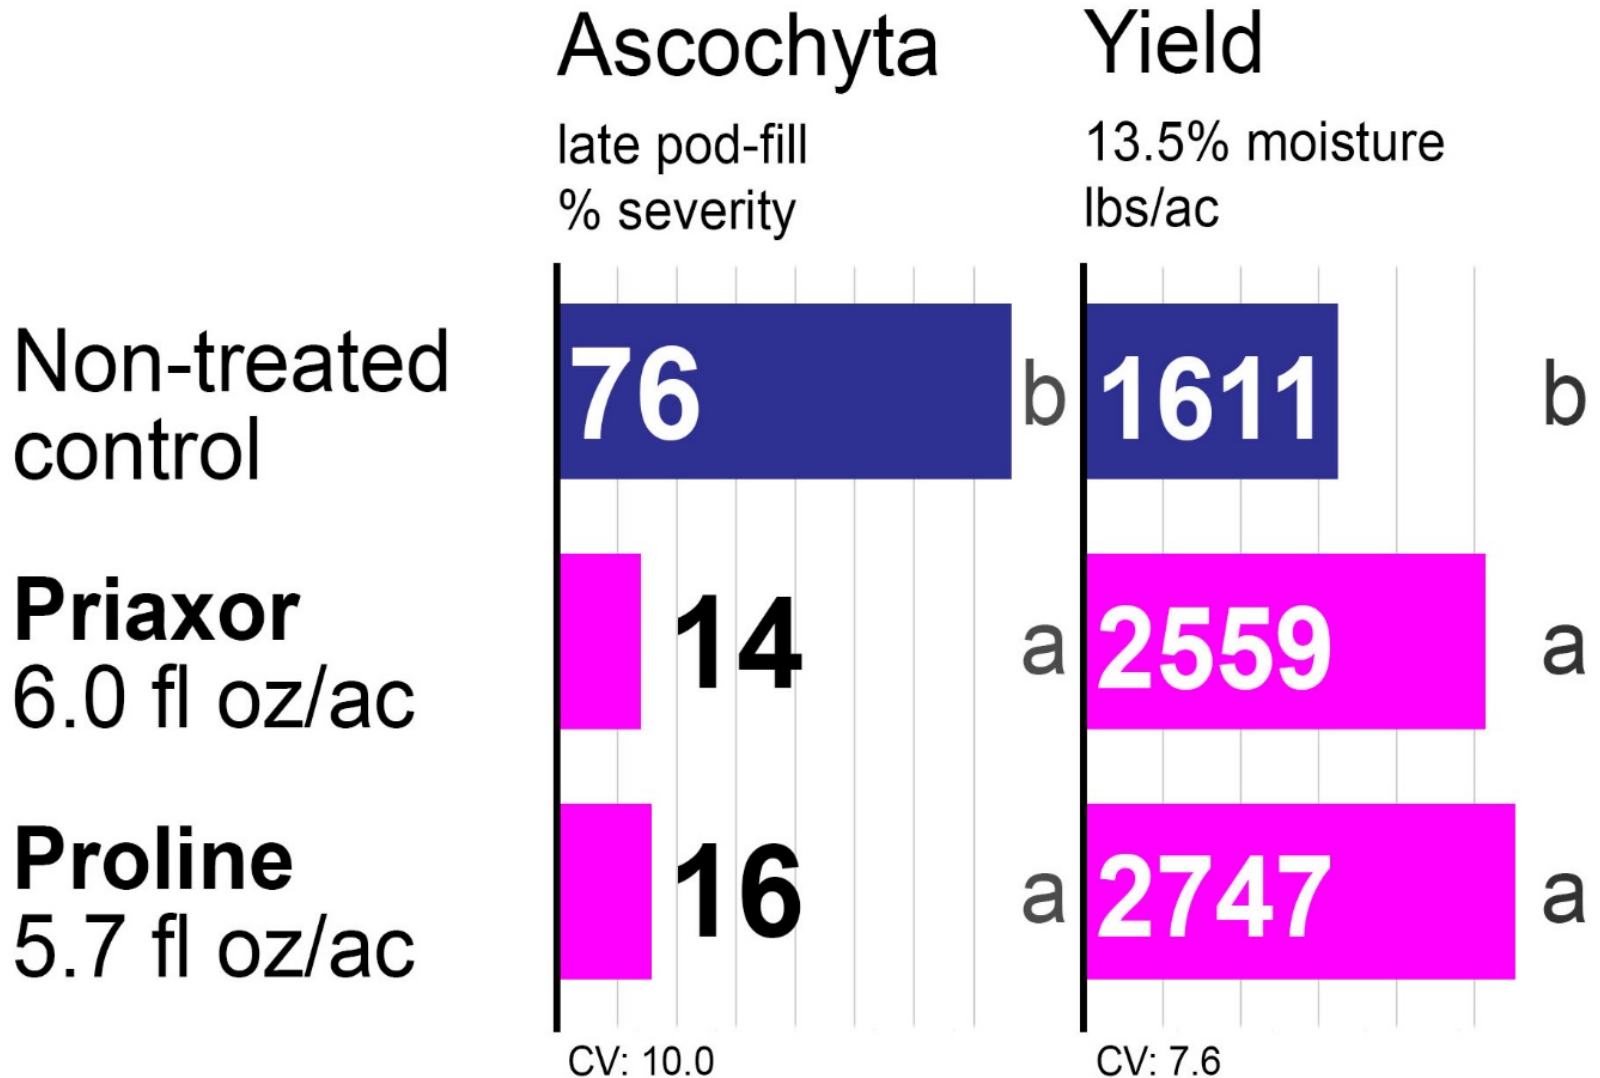 Ascochyta
late pod-fill
% severity
Yield
13.5% moisture
lbs/ac
Non-treated
control
76
b
1611
b
Priaxor
6.0 fl oz/ac
14
a
2559
a
Proline
5.7 fl oz/ac
16
a
2747
a
CV: 10.0
CV: 7.6